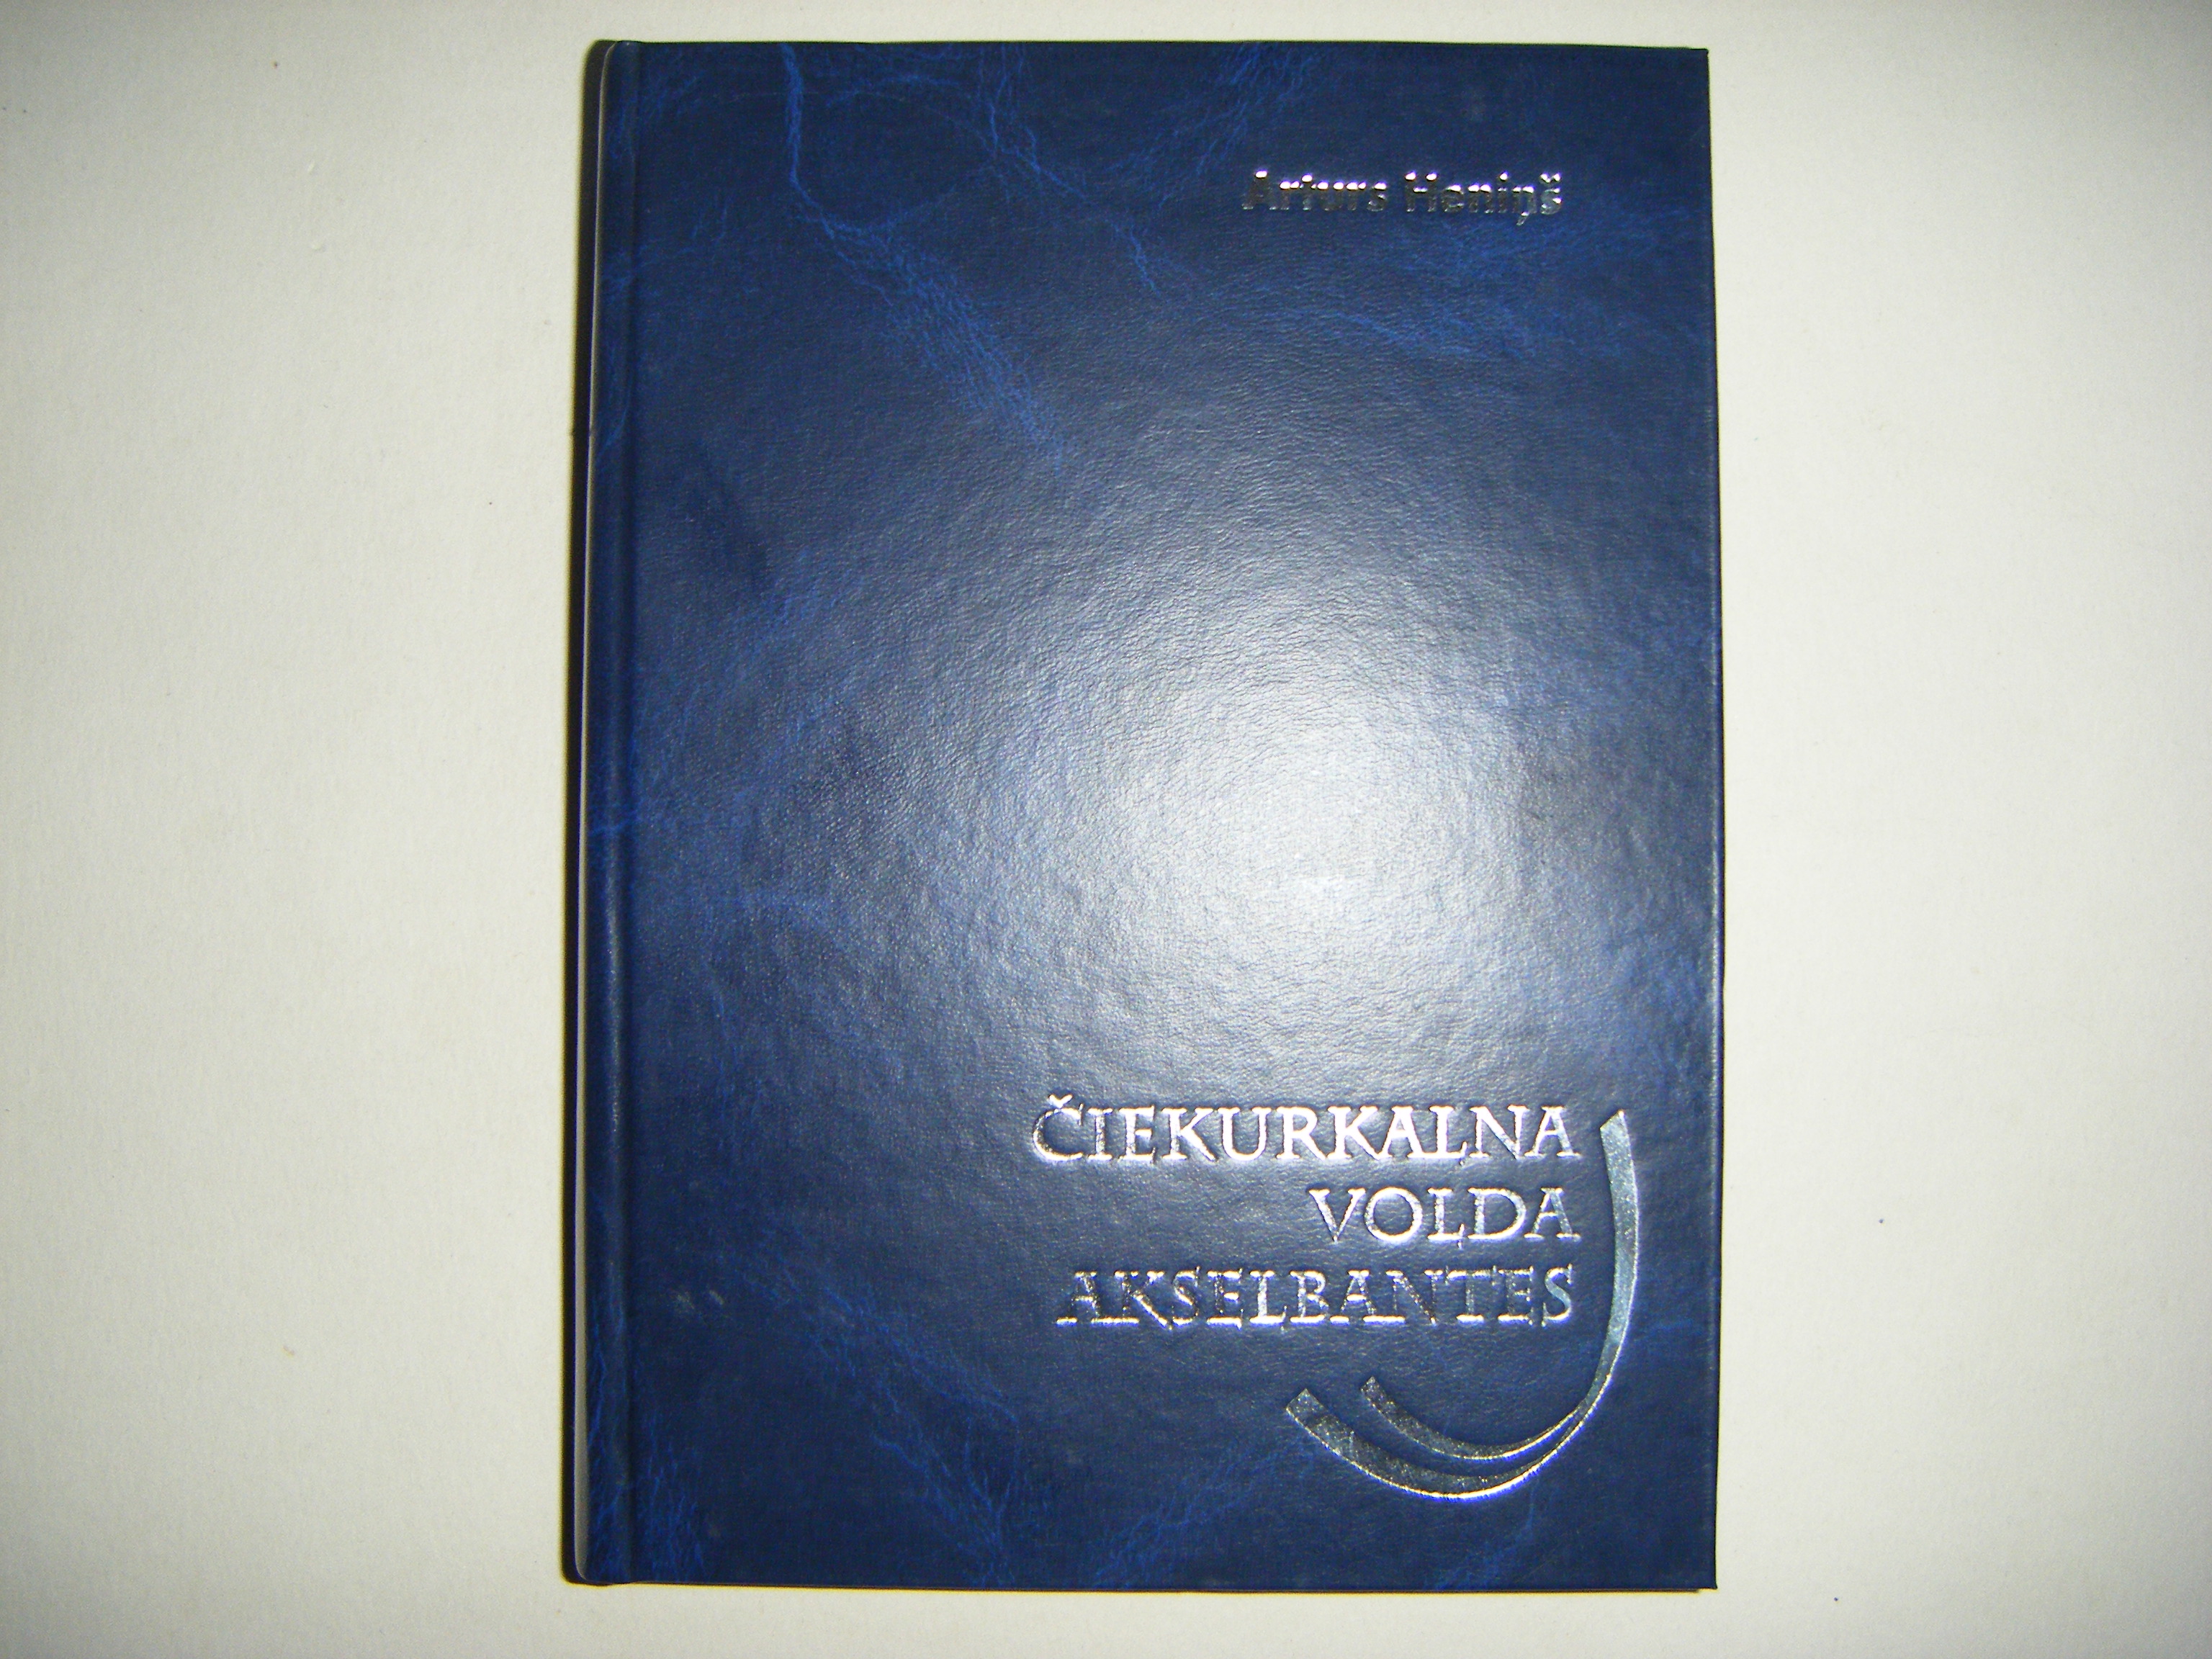 Arturs Heniņš
ČIEKURKALNA
VOLDA
AKSELBANTES